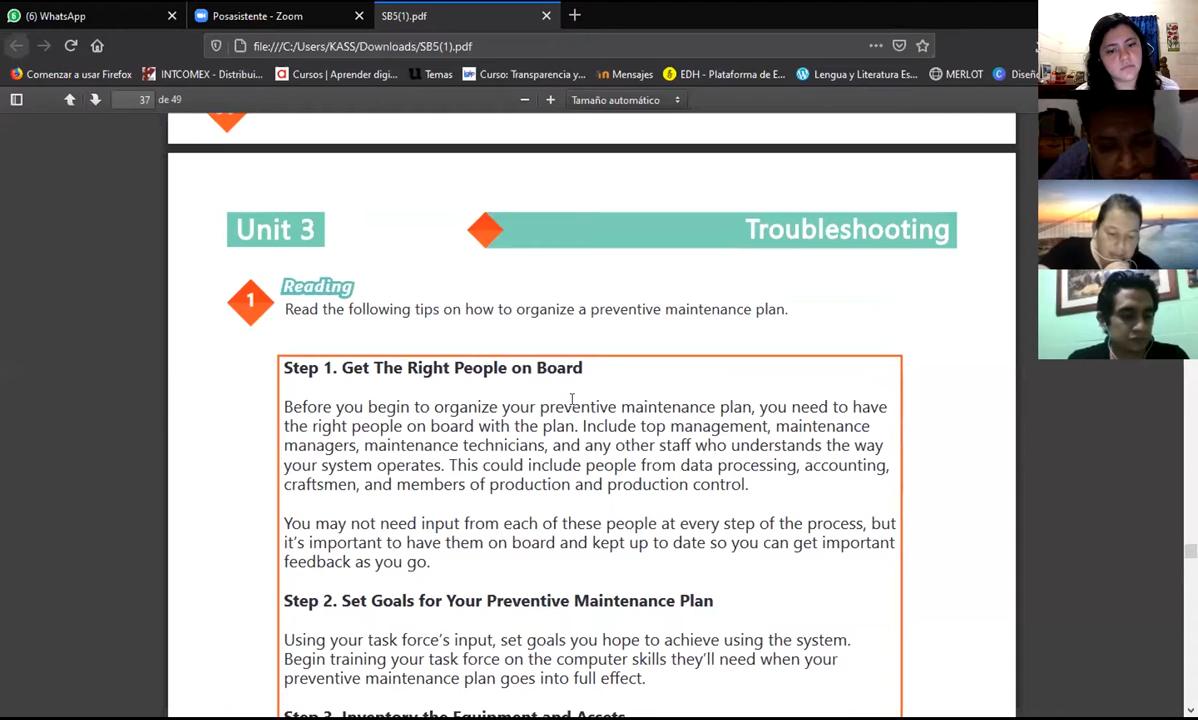 (6) WhatsApp
Posasistente - Zoom
SB5(1).pdf
file:///C:/Users/KASS/Downloads/SB5(1).pdf
Comenzar a usar Firefox
INTCOMEX - Distribui...
Cursos | Aprender digi...
Temas
Curso: Transparencia y...
Mensajes
EDH - Plataforma de E...
Lengua y Literatura Es...
MERLOT
Diseño
37 de 49
Tamaño automático
Unit 3
Troubleshooting
1
Reading
Read the following tips on how to organize a preventive maintenance plan.
Step 1. Get The Right People on Board
Before you begin to organize your preventive maintenance plan, you need to have
the right people on board with the plan. Include top management, maintenance
managers, maintenance technicians, and any other staff who understands the way
your system operates. This could include people from data processing, accounting,
craftsmen, and members of production and production control.
You may not need input from each of these people at every step of the process, but
it's important to have them on board and kept up to date so you can get important
feedback as you go.
Step 2. Set Goals for Your Preventive Maintenance Plan
Using your task force's input, set goals you hope to achieve using the system.
Begin training your task force on the computer skills they'll need when your
preventive maintenance plan goes into full effect.
Step 3. Inventory the Equipment and Assets